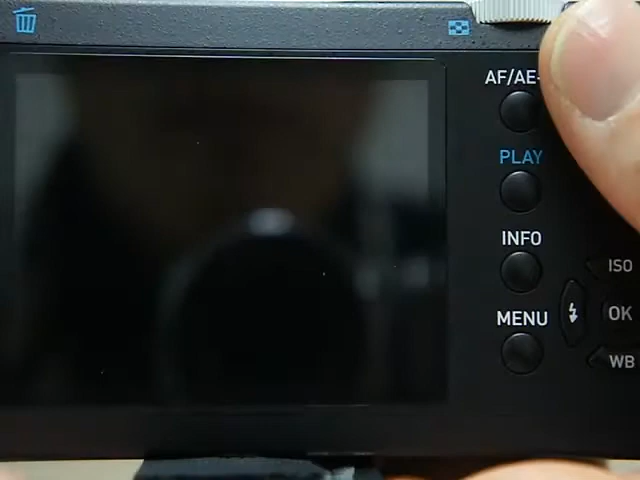 AF/AE-
PLAY
INFO
ISO
OK
MENU
WB